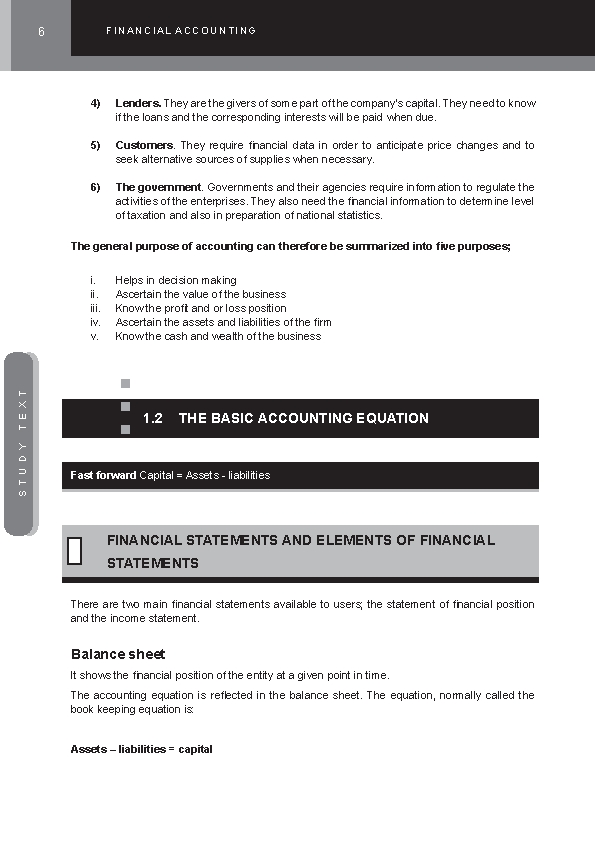 6
FINANCIAL ACCOUNTING
4) Lenders. They are the givers of some part of the company's capital. They need to know
if the loans and the corresponding interests will be paid when due.
5) Customers. They require financial data in order to anticipate price changes and to
seek alternative sources of supplies when necessary.
6) The government. Governments and their agencies require information to regulate the
activities of the enterprises. They also need the financial information to determine level
of taxation and also in preparation of national statistics.
The general purpose of accounting can therefore be summarized into five purposes;
i. Helps in decision making
ii. Ascertain the value of the business
iii. Know the profit and or loss position
iv. Ascertain the assets and liabilities of the firm
v. Know the cash and wealth of the business
STUDY TEXT
1.2 THE BASIC ACCOUNTING EQUATION
Fast forward Capital = Assets - liabilities
FINANCIAL STATEMENTS AND ELEMENTS OF FINANCIAL
STATEMENTS
There are two main financial statements available to users; the statement of financial position
and the income statement.
Balance sheet
It shows the financial position of the entity at a given point in time.
The accounting equation is reflected in the balance sheet. The equation, normally called the
book keeping equation is:
Assets – liabilities = capital